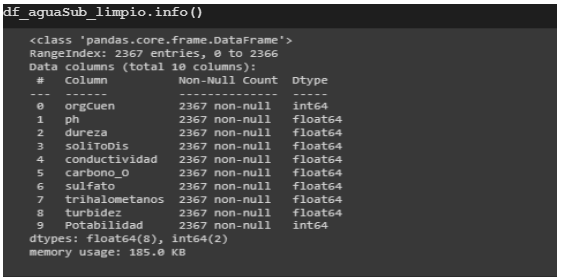 df_aguaSub_limpio.info()
<class 'pandas.core.frame.DataFrame'>
RangeIndex: 2367 entries, 0 to 2366
Data columns (total 10 columns):
 #   Column          Non-Null Count  Dtype
---  ------          --------------  -----
 0   orgCuen         2367 non-null   int64
 1   ph              2367 non-null   float64
 2   dureza          2367 non-null   float64
 3   soliToDis       2367 non-null   float64
 4   conductividad   2367 non-null   float64
 5   carbono_O       2367 non-null   float64
 6   sulfato         2367 non-null   float64
 7   trihalometanos  2367 non-null   float64
 8   turbidez        2367 non-null   float64
 9   Potabilidad     2367 non-null   int64
dtypes: float64(8), int64(2)
memory usage: 185.0 KB